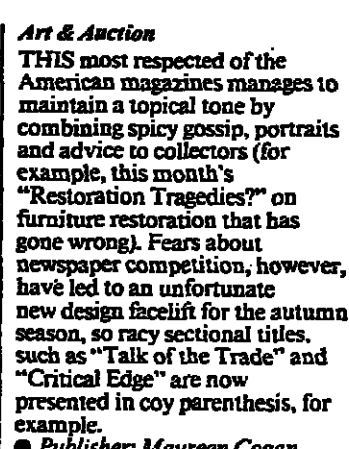 Art & Auction
THIS most respected of the
American magazines manages to
maintain a topical tone by
combining spicy gossip, portraits
and advice to collectors (for
example, this month's
"Restoration Tragedies?" on
furniture restoration that has
gone wrong). Fears about
newspaper competition, however,
have led to an unfortunate
new design facelift for the autumn
season, so racy sectional titles,
such as "Talk of the Trade" and
"Critical Edge" are now
presented in coy parenthesis, for
example.
● Publisher: Maureen Cogan